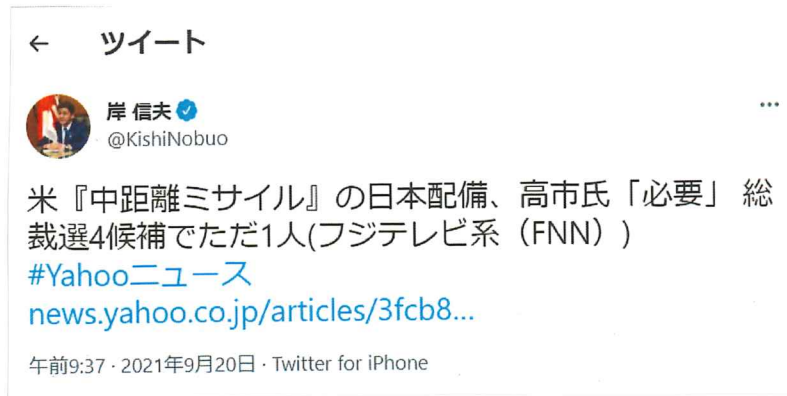 ← ツイート
岸 信夫
@KishiNobuo
米『中距離ミサイル』の日本配備、高市氏「必要」 総
裁選4候補でただ1人(フジテレビ系（FNN）)
#Yahooニュース
news.yahoo.co.jp/articles/3fcb8...
午前9:37 · 2021年9月20日 · Twitter for iPhone